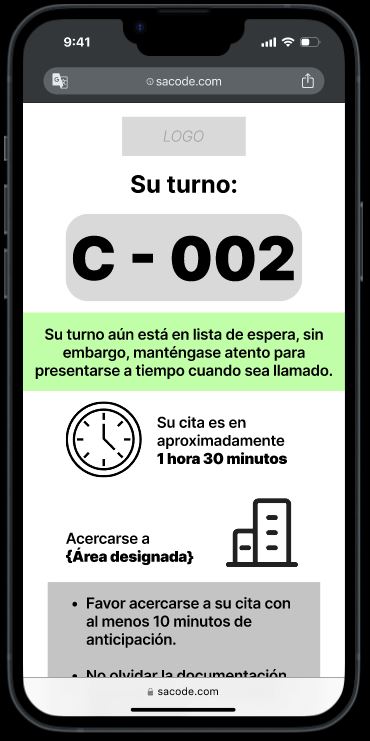 9:41
sacode.com
LOGO
Su turno:
C - 002
Su turno aún está en lista de espera, sin
embargo, manténgase atento para
presentarse a tiempo cuando sea llamado.
Su cita es en
aproximadamente
1 hora 30 minutos
Acercarse a
{Área designada}
• Favor acercarse a su cita con
al menos 10 minutos de
anticipación.
• No olvidar la documentación
sacode.com